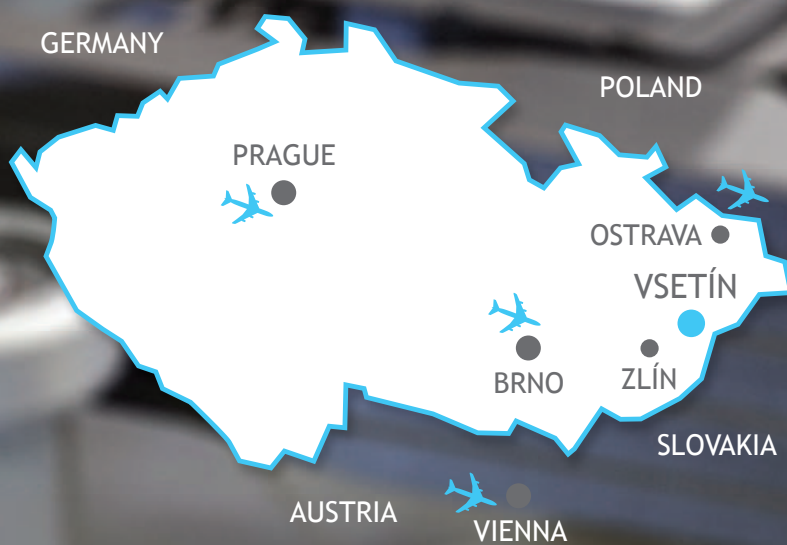 GERMANY
POLAND
PRAGUE
OSTRAVA
VSETÍN
BRNO
ZLÍN
SLOVAKIA
AUSTRIA
VIENNA